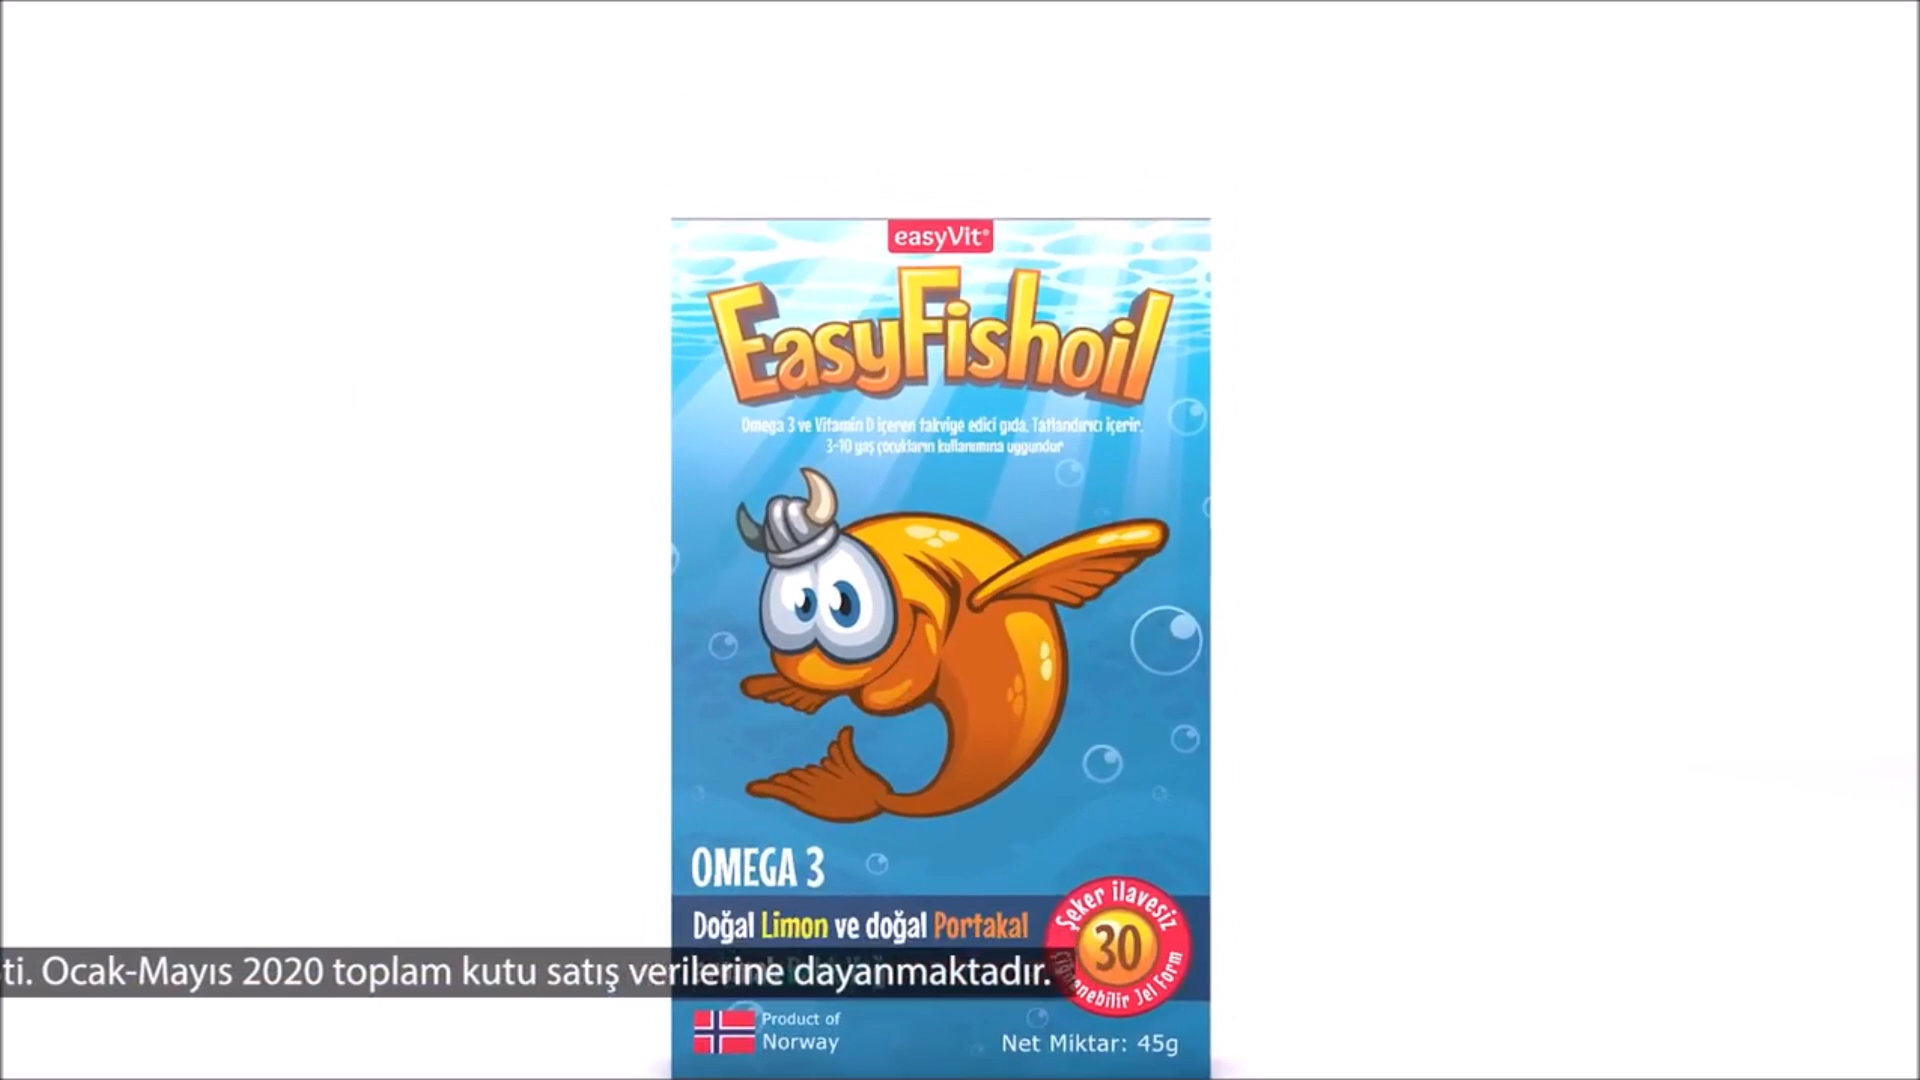 easyVit®
EasyFishoil
Omega 3 ve Vitamin D içeren takviye edici gıda. Tatlandırıcı içerir.
3-10 yaş çocukların kullanımına uygundur
OMEGA 3
Doğal Limon ve doğal Portakal
Şeker ilavesiz
30
Çiğnenebilir Jel Form
ti. Ocak-Mayıs 2020 toplam kutu satış verilerine dayanmaktadır.
Product of
Norway
Net Miktar: 45g